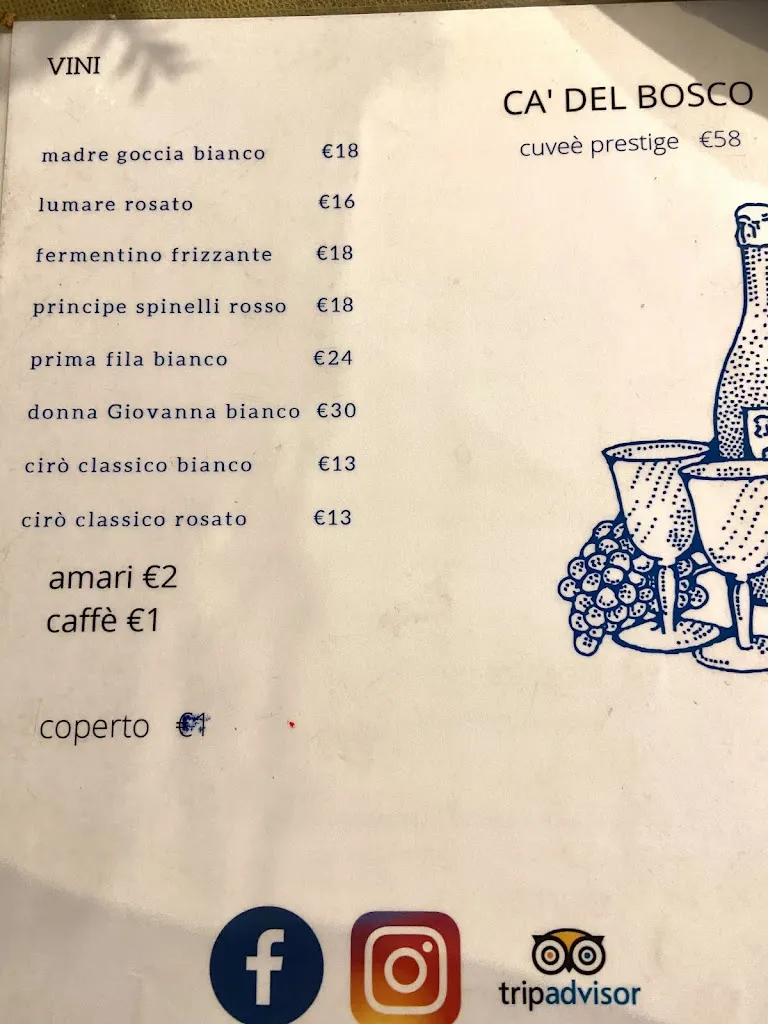 VINI
madre goccia bianco €18
lumare rosato €16
fermentino frizzante €18
principe spinelli rosso €18
prima fila bianco €24
donna Giovanna bianco €30
cirò classico bianco €13
cirò classico rosato €13
amari €2
caffè €1
coperto
CA' DEL BOSCO
cuveè prestige €58
tripadvisor